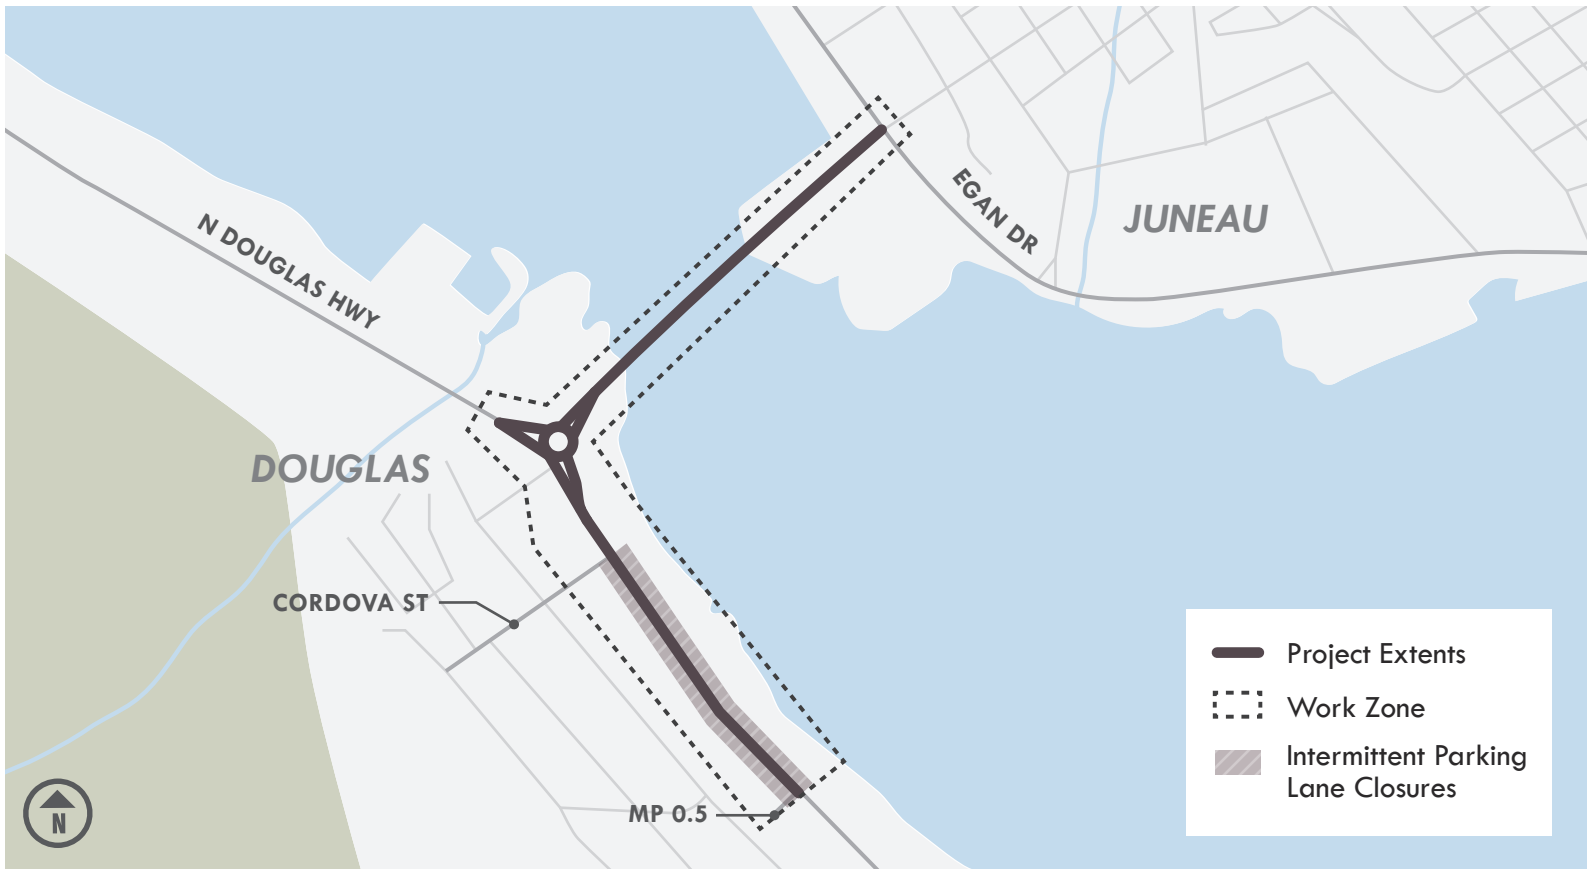 N DOUGLAS HWY
EGAN DR
JUNEAU
DOUGLAS
CORDOVA ST
MP 0.5
N
Project Extents
Work Zone
Intermittent Parking
Lane Closures